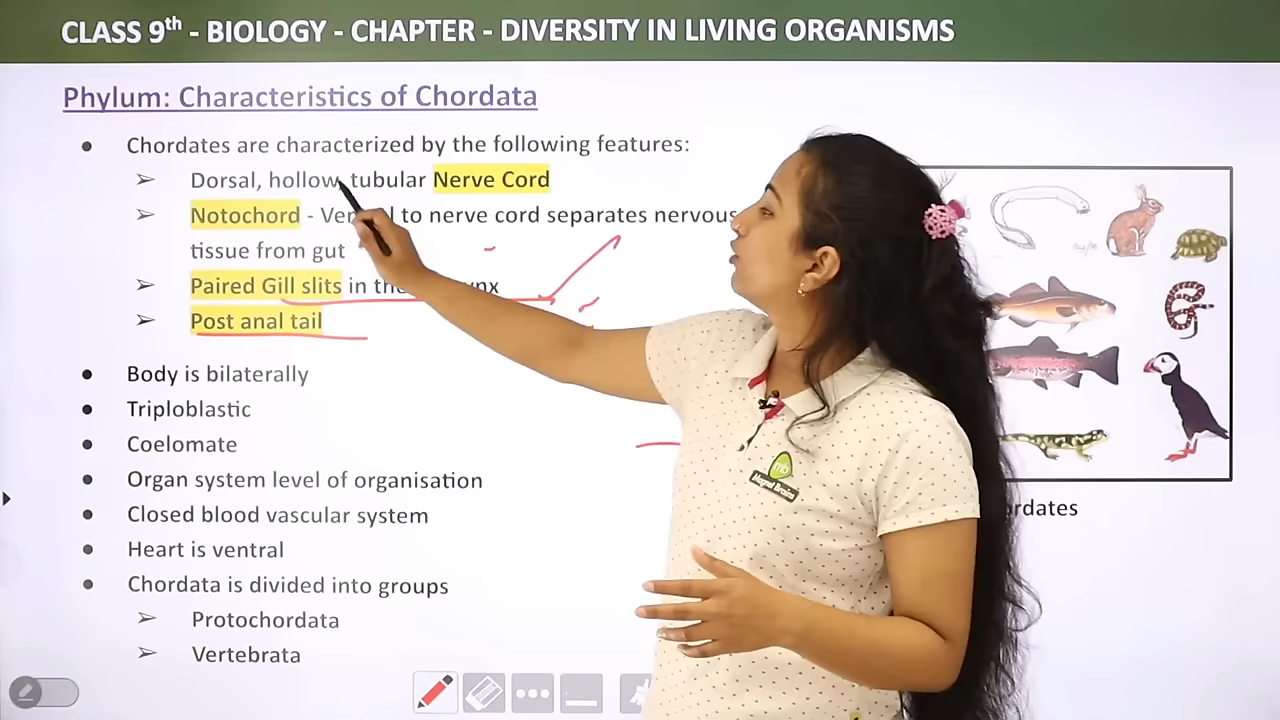 CLASS 9th - BIOLOGY - CHAPTER - DIVERSITY IN LIVING ORGANISMS
Phylum: Characteristics of Chordata
Chordates are characterized by the following features:
Dorsal, hollow, tubular Nerve Cord
Notochord - to nerve cord separates nervous
tissue from gut
Paired Gill slits in
Post anal tail
Body is bilaterally
Triploblastic
Coelomate
Organ system level of organisation
Closed blood vascular system
Heart is ventral
Chordata is divided into groups
Protochordata
Vertebrata
Magnet Brains